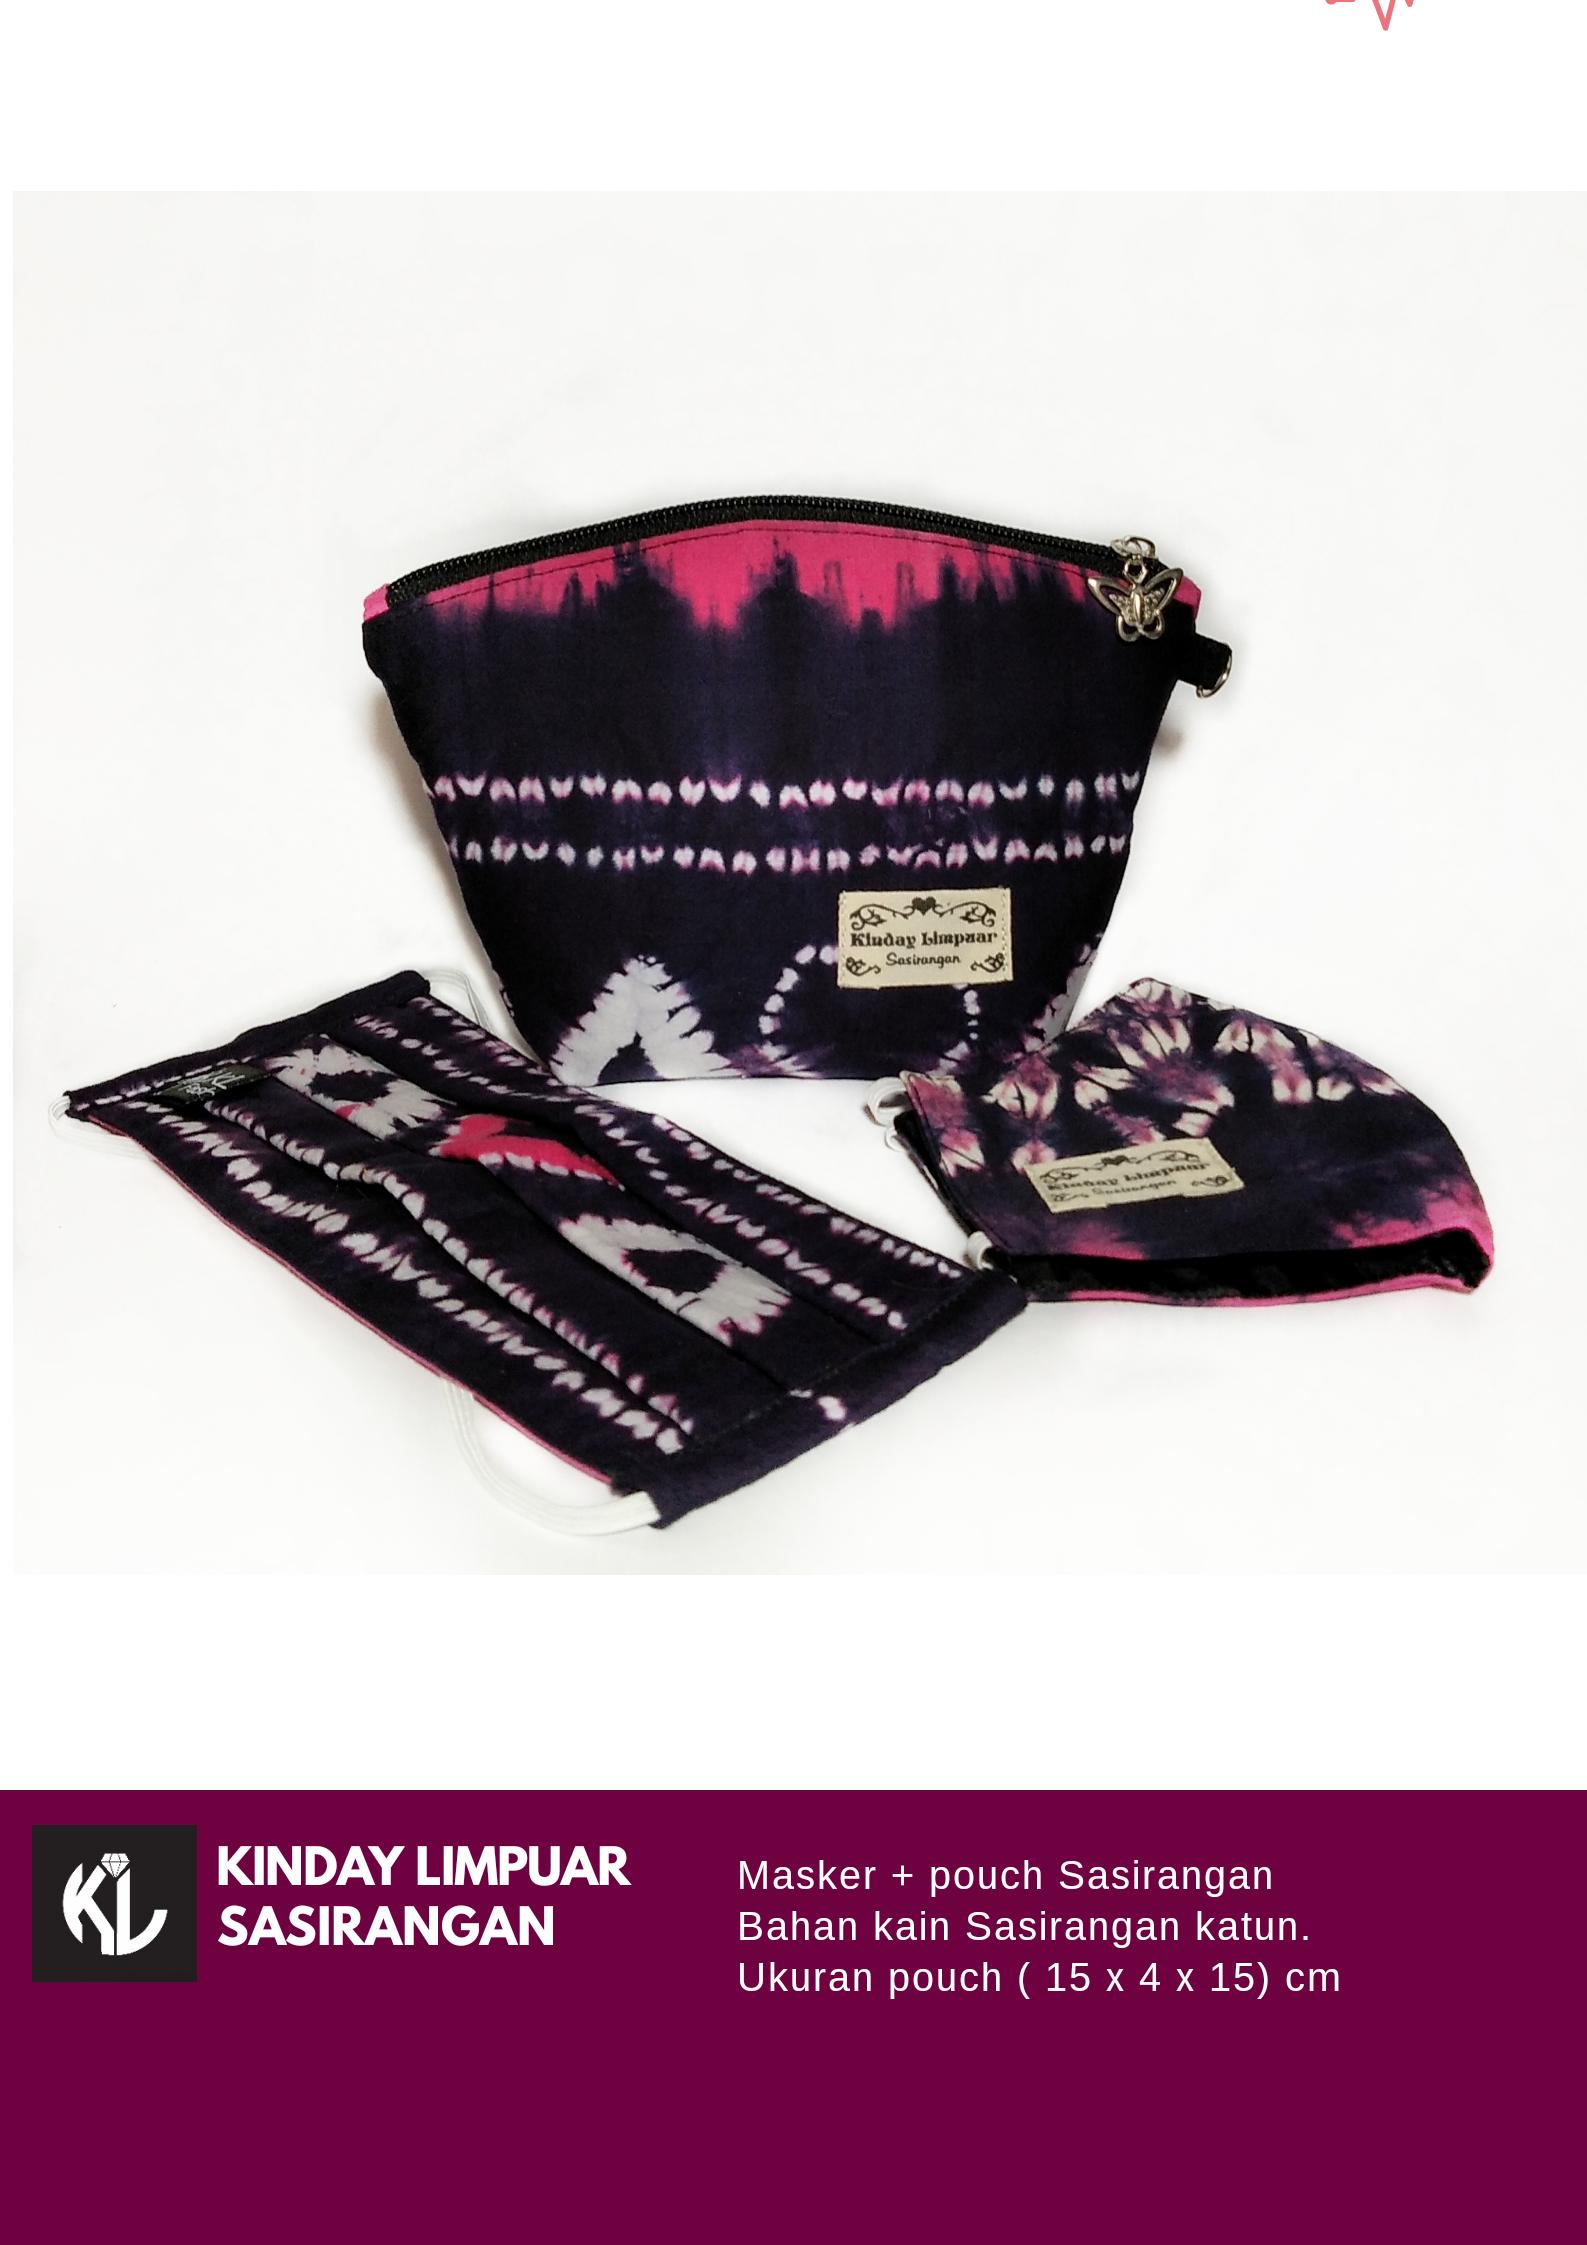 Kinday Limpuar
Sasirangan
Kinday Limpuar
Sasirangan
KL
KINDAY LIMPUAR
SASIRANGAN
Masker + pouch Sasirangan
Bahan kain Sasirangan katun.
Ukuran pouch ( 15 x 4 x 15) cm